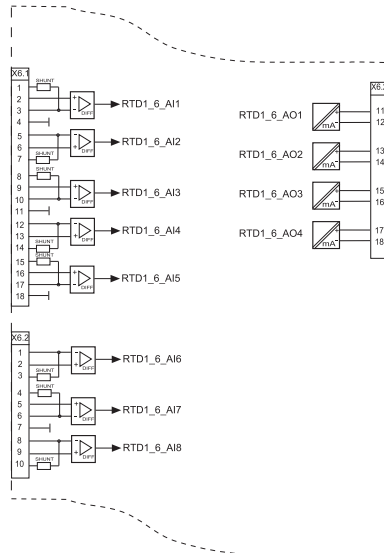 X6.1
1 SHUNT
2 +
3 - DIFF RTD1_6_AI1
4
5 -
6 + DIFF RTD1_6_AI2
7 SHUNT
8 SHUNT
9 +
10 - DIFF RTD1_6_AI3
11
12 -
13 + DIFF RTD1_6_AI4
14 SHUNT
15 SHUNT
16 +
17 - DIFF RTD1_6_AI5
18
X6.2
1 -
2 + DIFF RTD1_6_AI6
3 SHUNT
4 SHUNT
5 +
6 - DIFF RTD1_6_AI7
7
8 -
9 + DIFF RTD1_6_AI8
10 SHUNT
RTD1_6_AO1 + mA - 11 12
RTD1_6_AO2 + mA - 13 14
RTD1_6_AO3 + mA - 15 16
RTD1_6_AO4 + mA - 17 18